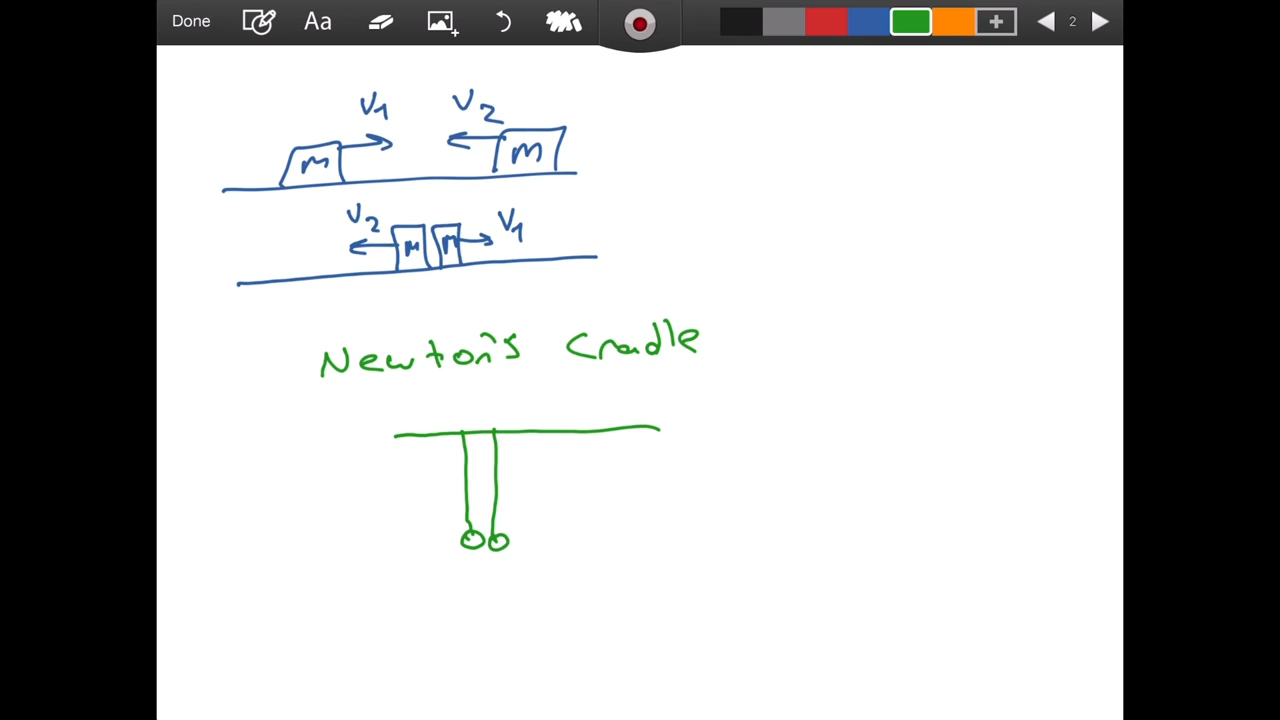 Done Aa 2
V1 V2
m m
V2 m m V1
Newton's Cradle